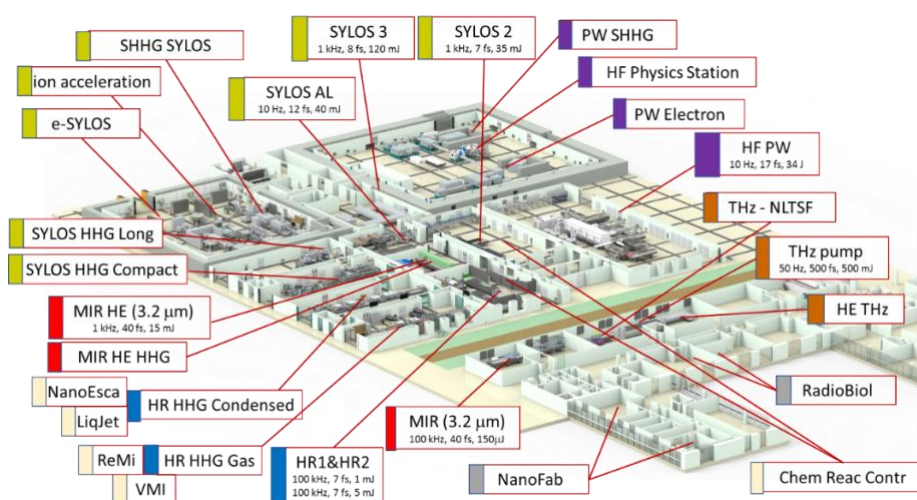 SYLOS 3
1 kHz, 8 fs, 120 mJ
SYLOS 2
1 kHz, 7 fs, 35 mJ
PW SHHG
SHHG SYLOS
HF Physics Station
ion acceleration
SYLOS AL
10 Hz, 12 fs, 40 mJ
PW Electron
e-SYLOS
HF PW
10 Hz, 17 fs, 34 J
THz - NLTSF
SYLOS HHG Long
THz pump
50 Hz, 500 fs, 500 mJ
SYLOS HHG Compact
MIR HE (3.2 µm)
1 kHz, 40 fs, 15 mJ
HE THz
MIR HE HHG
NanoEsca
HR HHG Condensed
RadioBiol
LiqJet
MIR (3.2 µm)
100 kHz, 40 fs, 150µJ
ReMi
HR HHG Gas
HR1&HR2
100 kHz, 7 fs, 1 mJ
100 kHz, 7 fs, 5 mJ
NanoFab
Chem Reac Contr
VMI